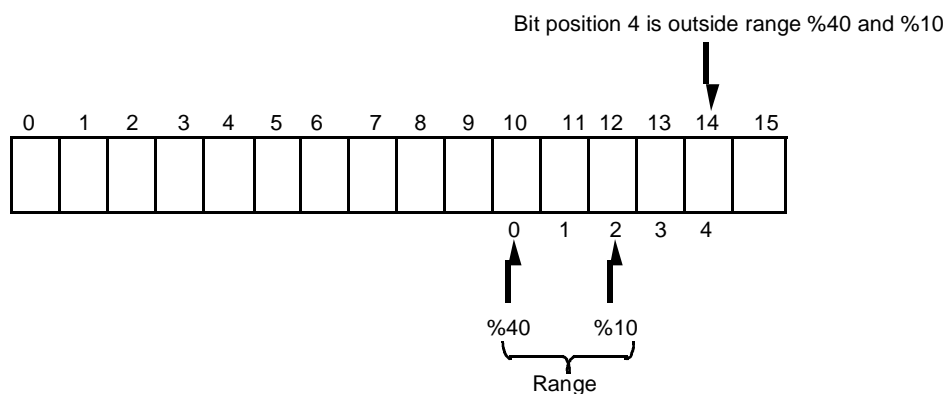 Bit position 4 is outside range %40 and %10
0 1 2 3 4 5 6 7 8 9 10 11 12 13 14 15
0 1 2 3 4
%40 %10
Range